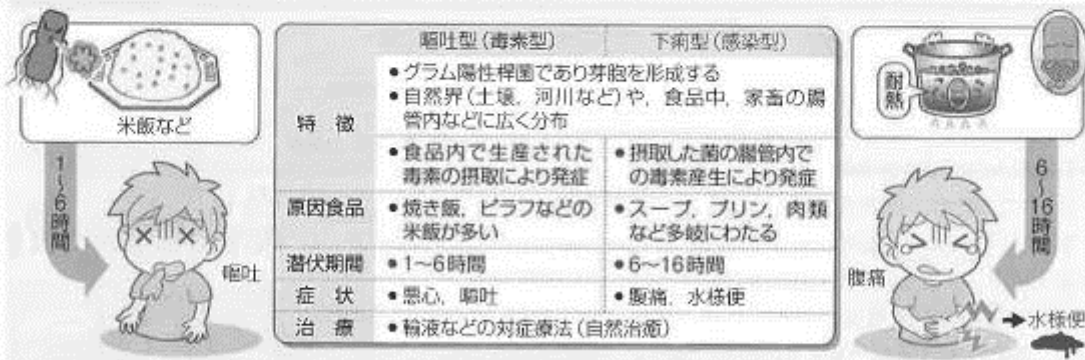 米飯など
1～6時間
嘔吐
嘔吐型（毒素型）
下痢型（感染型）
特徴
●グラム陽性桿菌であり芽胞を形成する
●自然界（土壌，河川など）や，食品中，家畜の腸
管内などに広く分布
●食品内で生産された
毒素の摂取により発症
●摂取した菌の腸管内で
の毒素産生により発症
原因食品
●焼き飯，ピラフなどの
米飯が多い
●スープ，プリン，肉類
など多岐にわたる
潜伏期間
●1～6時間
●6～16時間
症状
●悪心，嘔吐
●腹痛，水様便
治療
●輸液などの対症療法（自然治癒）
耐熱
6～16時間
腹痛
➔水様便